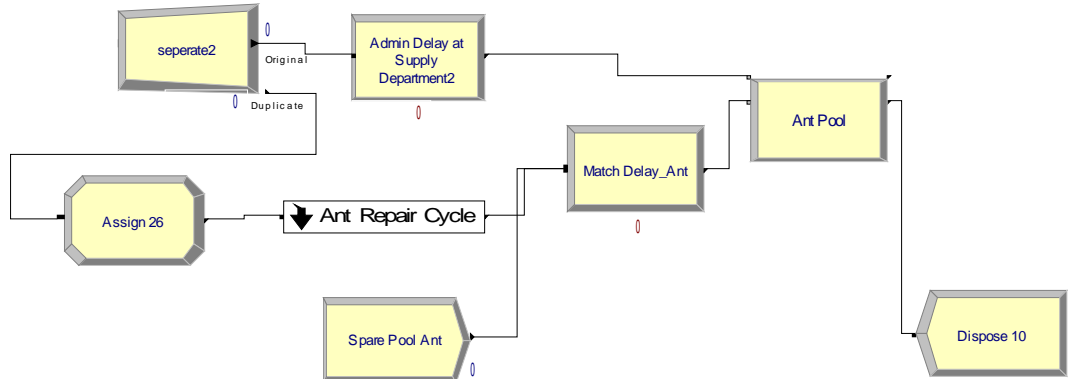 seperate2
0
Original
0
Duplicate
Admin Delay at
Supply
Department2
0
Ant Pool
Match Delay_Ant
0
Assign 26
Ant Repair Cycle
Spare Pool Ant
0
Dispose 10